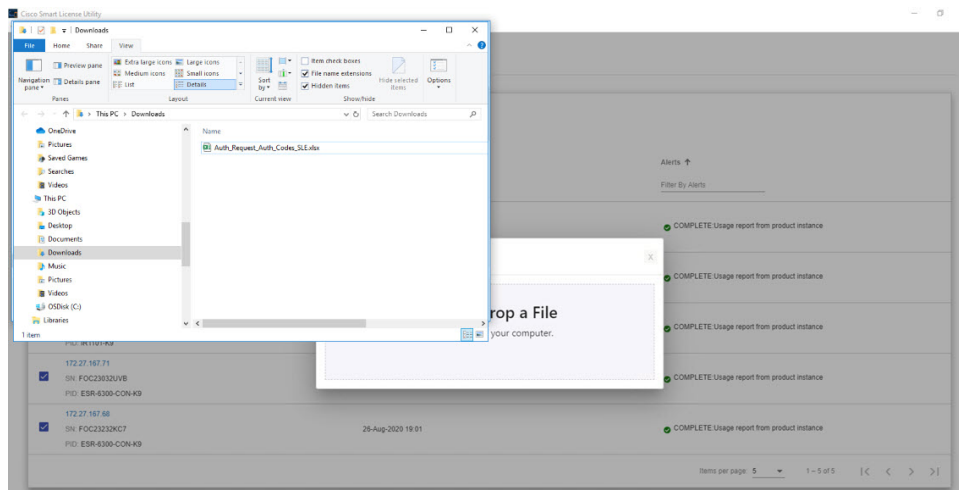 Cisco Smart License Utility
Downloads
File Home Share View
Navigation pane
Preview pane
Details pane
Panes
Extra large icons Large icons
Medium icons Small icons
List Details
Layout
Sort by
Current view
Item check boxes
File name extensions
Hidden items
Hide selected items
Show/hide
Options
This PC > Downloads
Search Downloads
OneDrive
Pictures
Saved Games
Searches
Videos
This PC
3D Objects
Desktop
Documents
Downloads
Music
Pictures
Videos
OSDisk (C:)
Libraries
Name
Auth_Request_Auth_Codes_SLE.xlsx
1 item
Alerts
Filter By Alerts
COMPLETE:Usage report from product instance
COMPLETE:Usage report from product instance
rop a File
your computer.
COMPLETE:Usage report from product instance
PID: IR1101-K9
172.27.167.71
SN: FOC23032UVB
PID: ESR-6300-CON-K9
COMPLETE:Usage report from product instance
172.27.167.68
SN: FOC23232KC7
PID: ESR-6300-CON-K9
26-Aug-2020 19:01
COMPLETE:Usage report from product instance
Items per page: 5
1 – 5 of 5